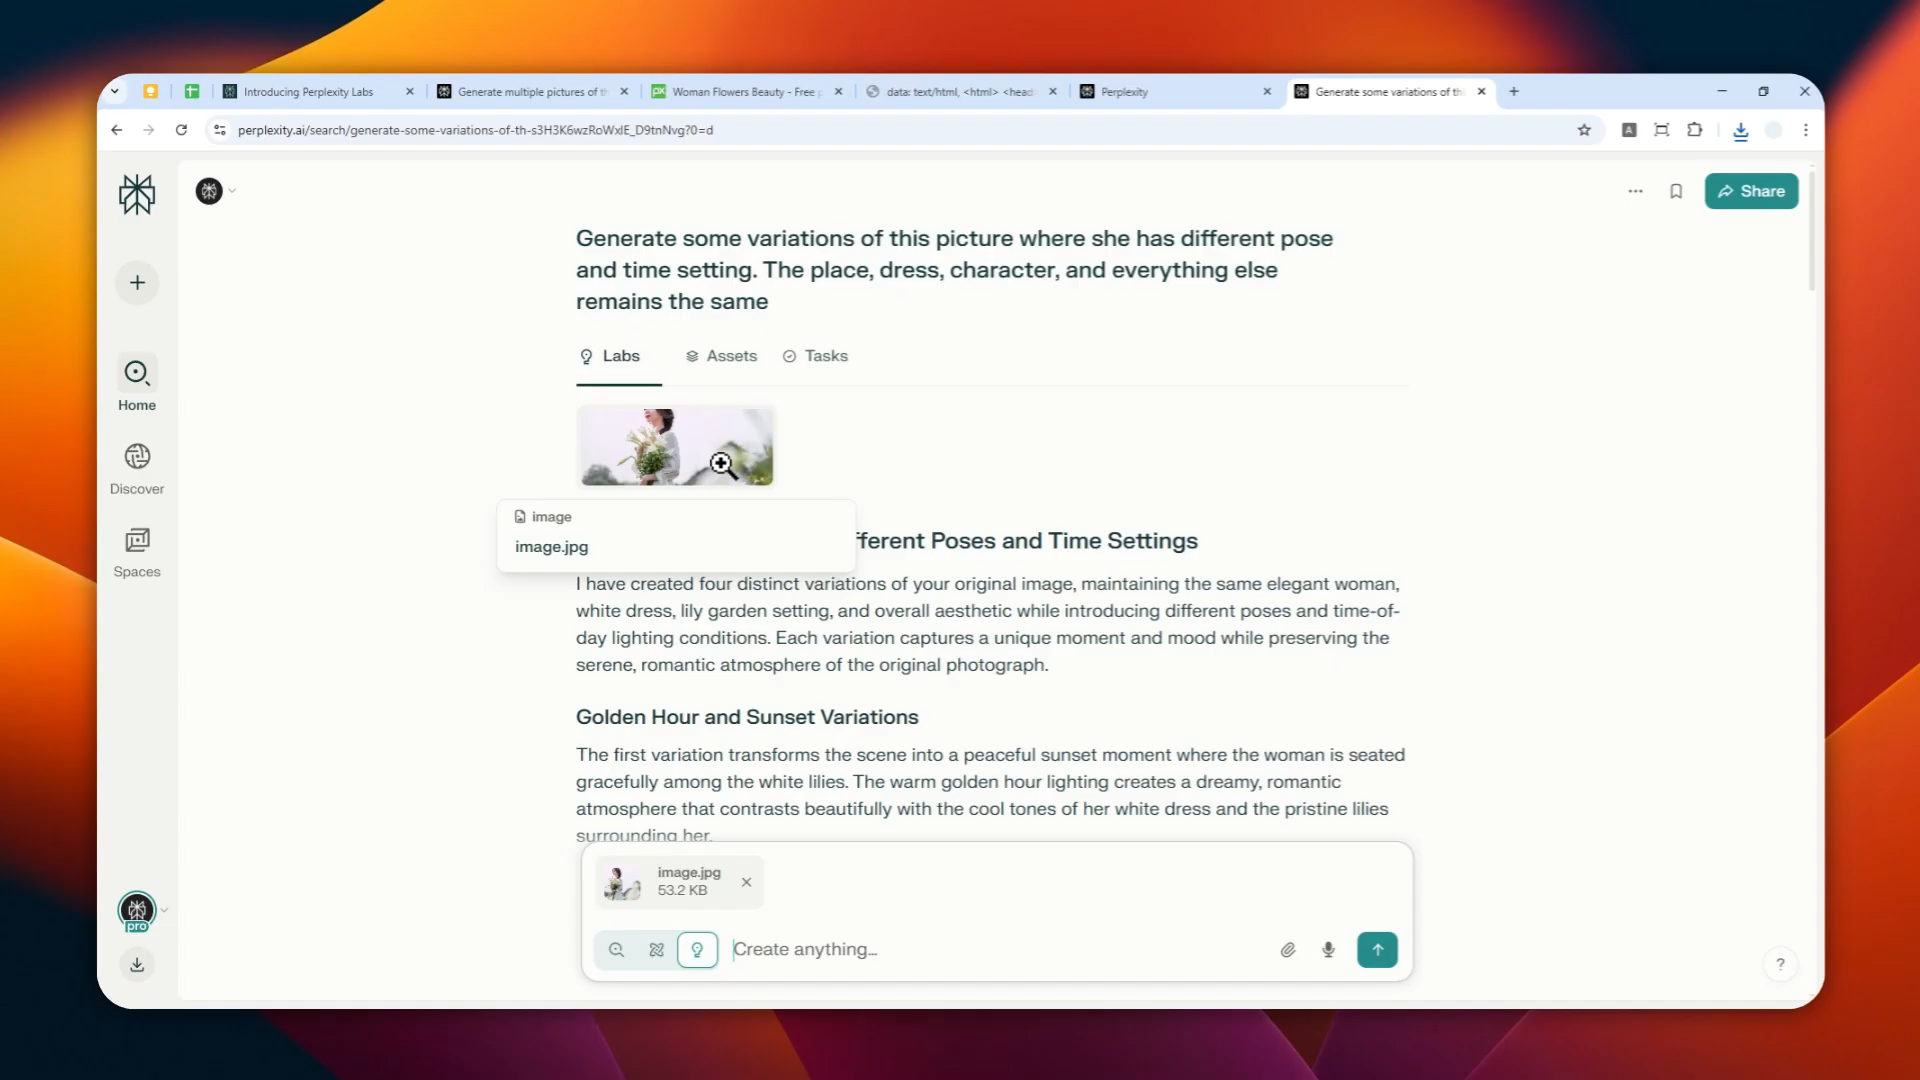 Introducing Perplexity Labs
Generate multiple pictures of th
Woman Flowers Beauty - Free p
data: text/html, <html> <head
Perplexity
Generate some variations of th
perplexity.ai/search/generate-some-variations-of-th-s3H3K6wzRoWxlE_D9tnNvg?0=d
Share
Generate some variations of this picture where she has different pose
and time setting. The place, dress, character, and everything else
remains the same
Labs
Assets
Tasks
Home
Discover
Spaces
image
image.jpg
fferent Poses and Time Settings
I have created four distinct variations of your original image, maintaining the same elegant woman,
white dress, lily garden setting, and overall aesthetic while introducing different poses and time-of-
day lighting conditions. Each variation captures a unique moment and mood while preserving the
serene, romantic atmosphere of the original photograph.
Golden Hour and Sunset Variations
The first variation transforms the scene into a peaceful sunset moment where the woman is seated
gracefully among the white lilies. The warm golden hour lighting creates a dreamy, romantic
atmosphere that contrasts beautifully with the cool tones of her white dress and the pristine lilies
surrounding her.
image.jpg
53.2 KB
Create anything...
pro
?